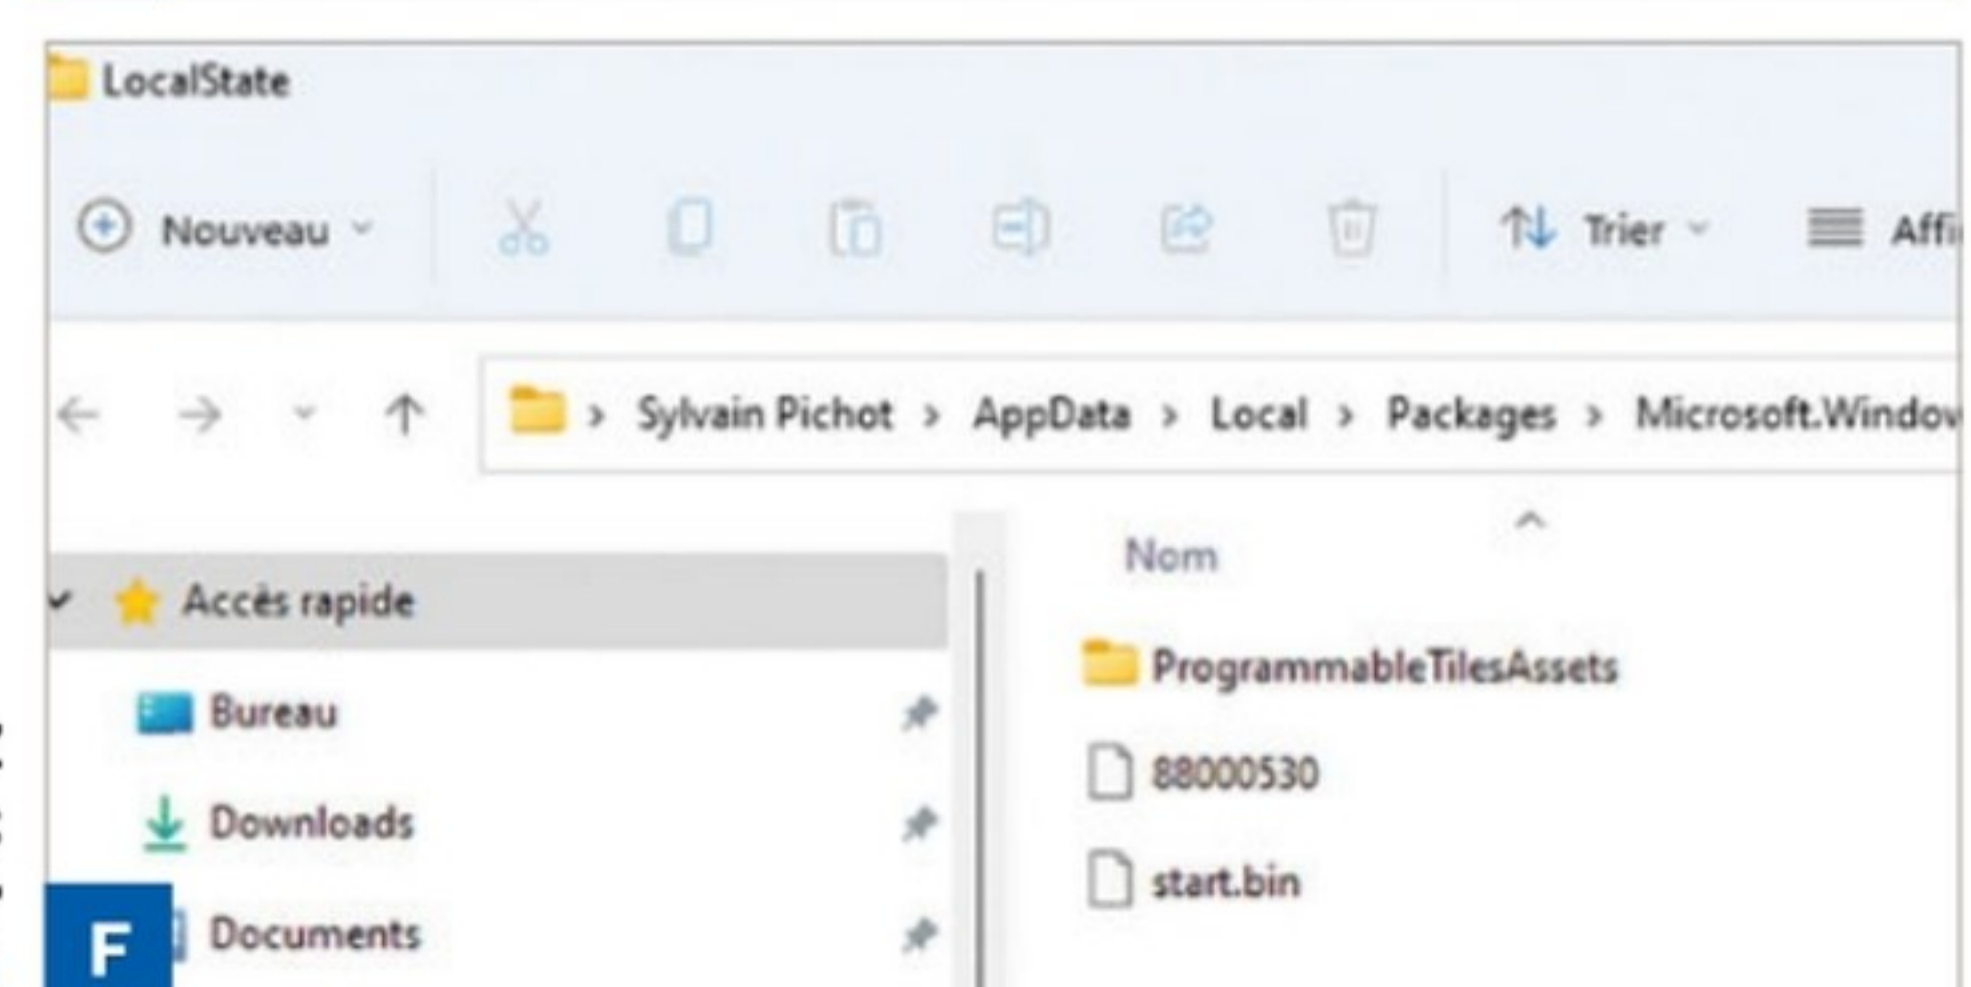 LocalState
Nouveau
Trier
Affi
Sylvain Pichot > AppData > Local > Packages > Microsoft.Window
Nom
Accès rapide
ProgrammableTilesAssets
Bureau
88000530
Downloads
start.bin
Documents
F